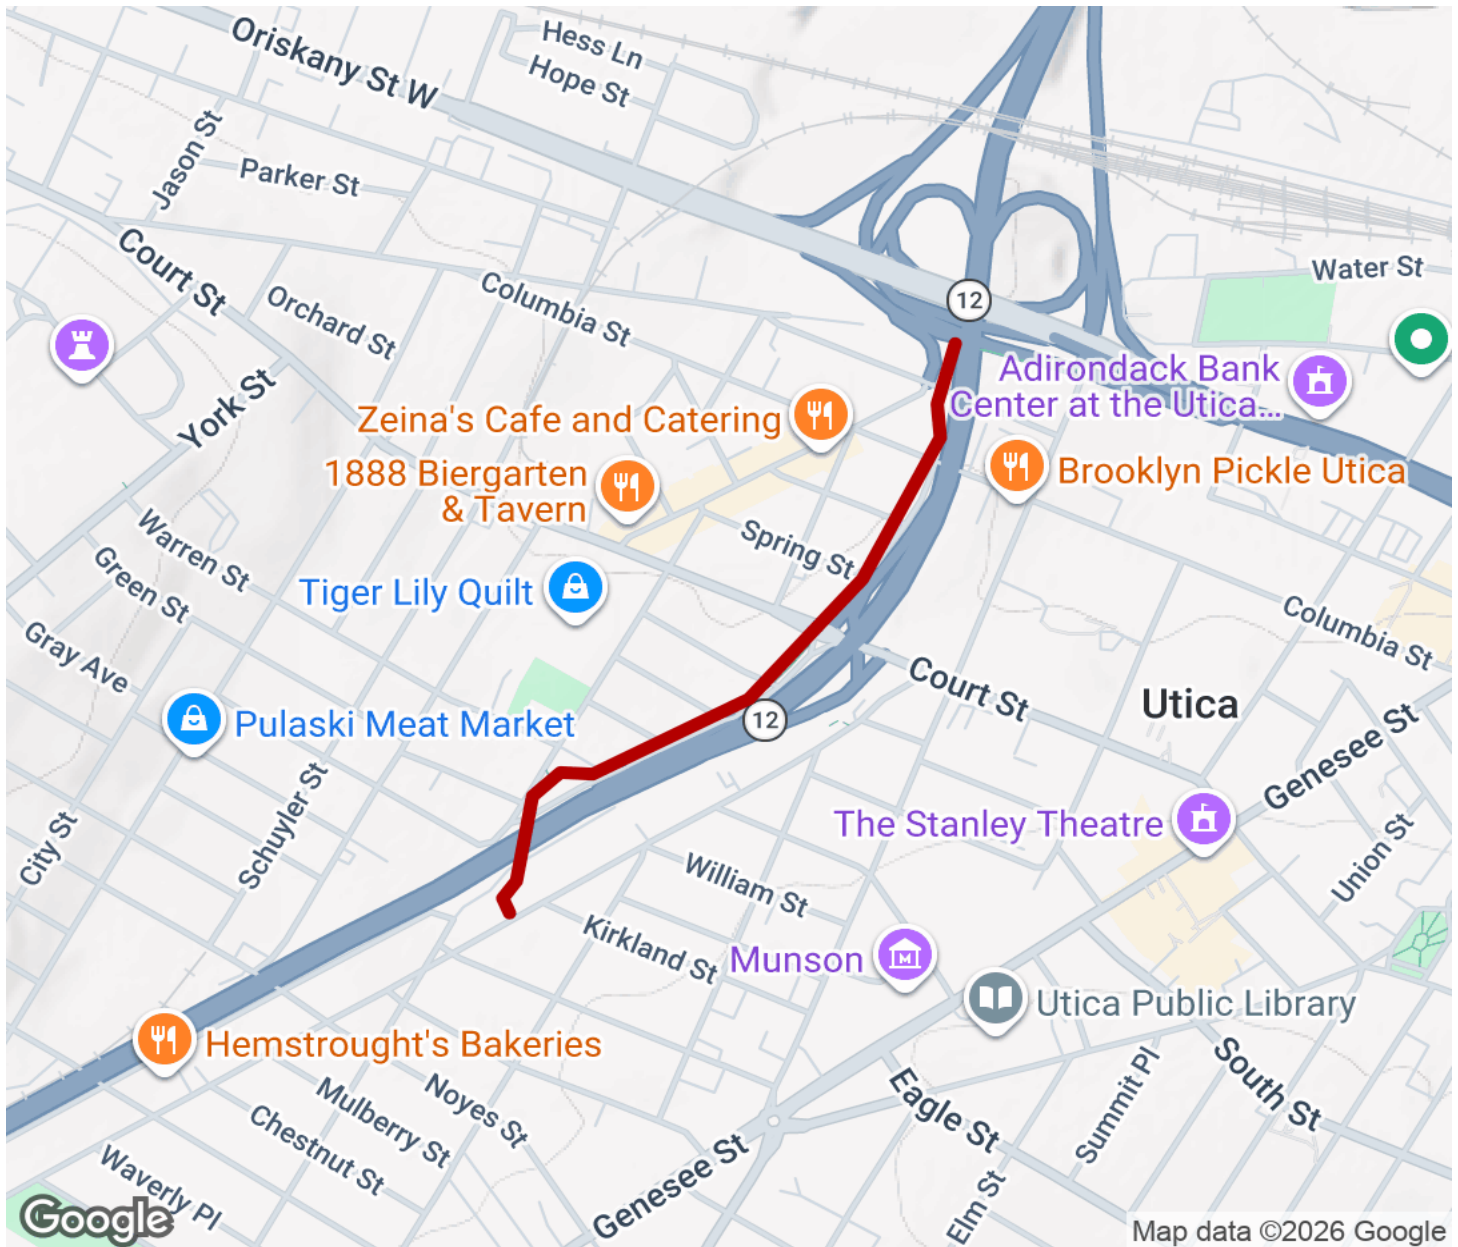 Hess Ln
Oriskany St W
Hope St
Jason St
Parker St
Court St
Water St
Orchard St
Columbia St
12
Adirondack Bank
Center at the Utica...
York St
Zeina's Cafe and Catering
1888 Biergarten
& Tavern
Brooklyn Pickle Utica
Warren St
Spring St
Green St
Tiger Lily Quilt
Columbia St
Gray Ave
Court St
Utica
12
Pulaski Meat Market
Genesee St
Schuyler St
City St
The Stanley Theatre
Union St
William St
Kirkland St
Munson
M
Utica Public Library
Hemstrought's Bakeries
South St
Noyes St
Mulberry St
Eagle St
Summit Pl
Chestnut St
Waverly Pl
Genesee St
Elm St
Google
Map data ©2026 Google